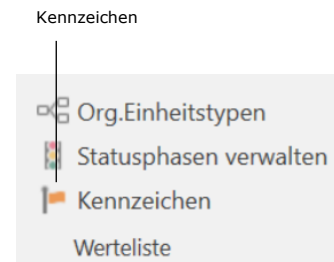 Kennzeichen
Org.Einheitstypen
Statusphasen verwalten
Kennzeichen
Werteliste